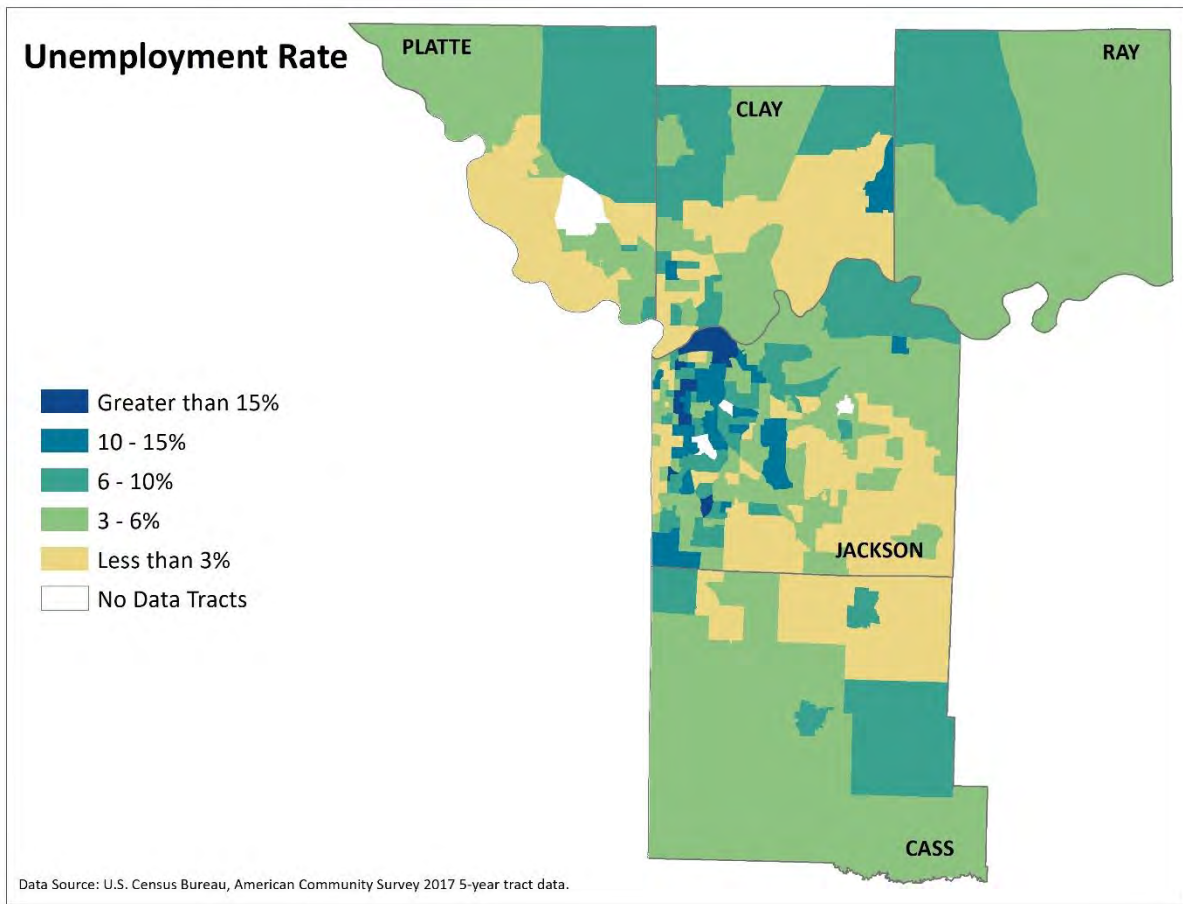 Unemployment Rate
PLATTE
RAY
CLAY
Greater than 15%
10 - 15%
6 - 10%
3 - 6%
Less than 3%
No Data Tracts
JACKSON
CASS
Data Source: U.S. Census Bureau, American Community Survey 2017 5-year tract data.